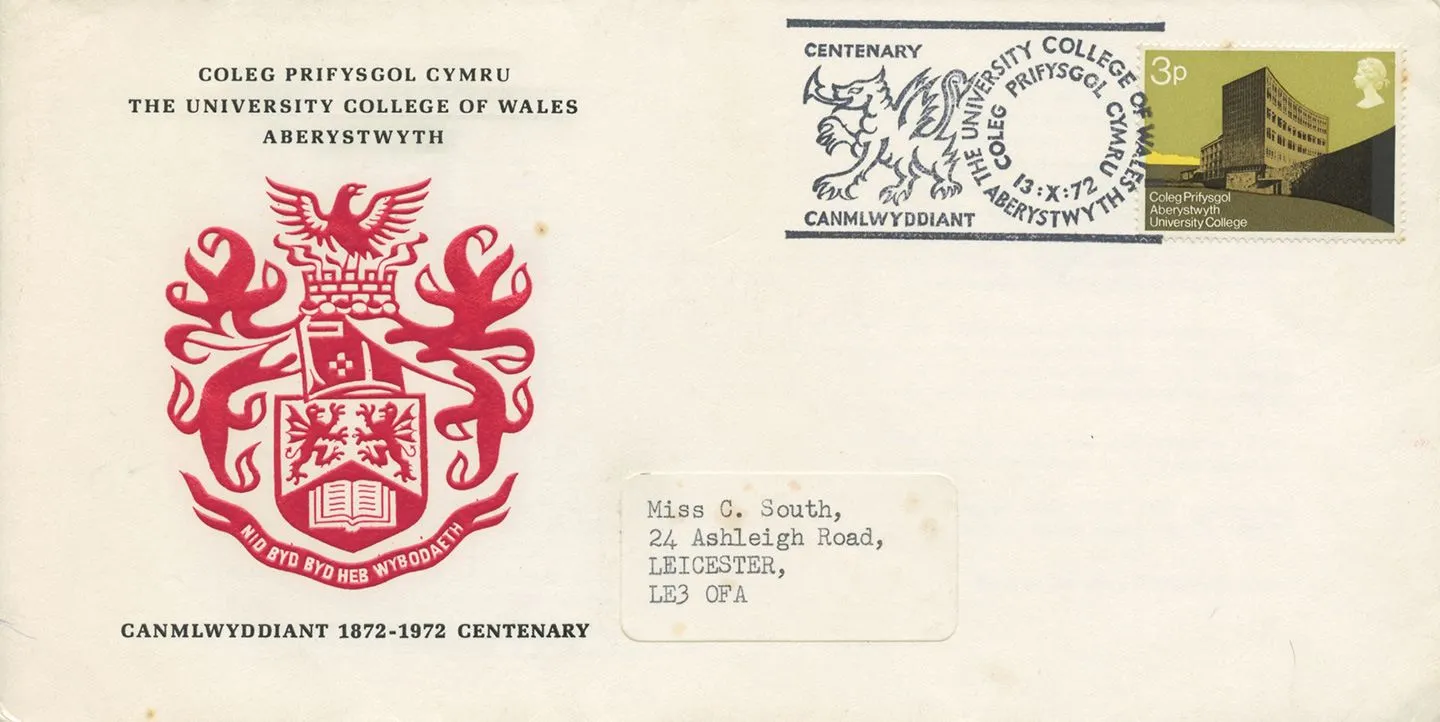 COLEG PRIFYSGOL CYMRU
THE UNIVERSITY COLLEGE OF WALES
ABERYSTWYTH
NID BYD BYD HEB WYBODAETH
CANMLWYDDIANT 1872-1972 CENTENARY
CENTENARY
CANMLWYDDIANT
THE UNIVERSITY COLLEGE OF WALES
ABERYSTWYTH
COLEG PRIFYSGOL CYMRU
13:X:72
3p
Coleg Prifysgol
Aberystwyth
University College
Miss C. South,
24 Ashleigh Road,
LEICESTER,
LE3 OFA